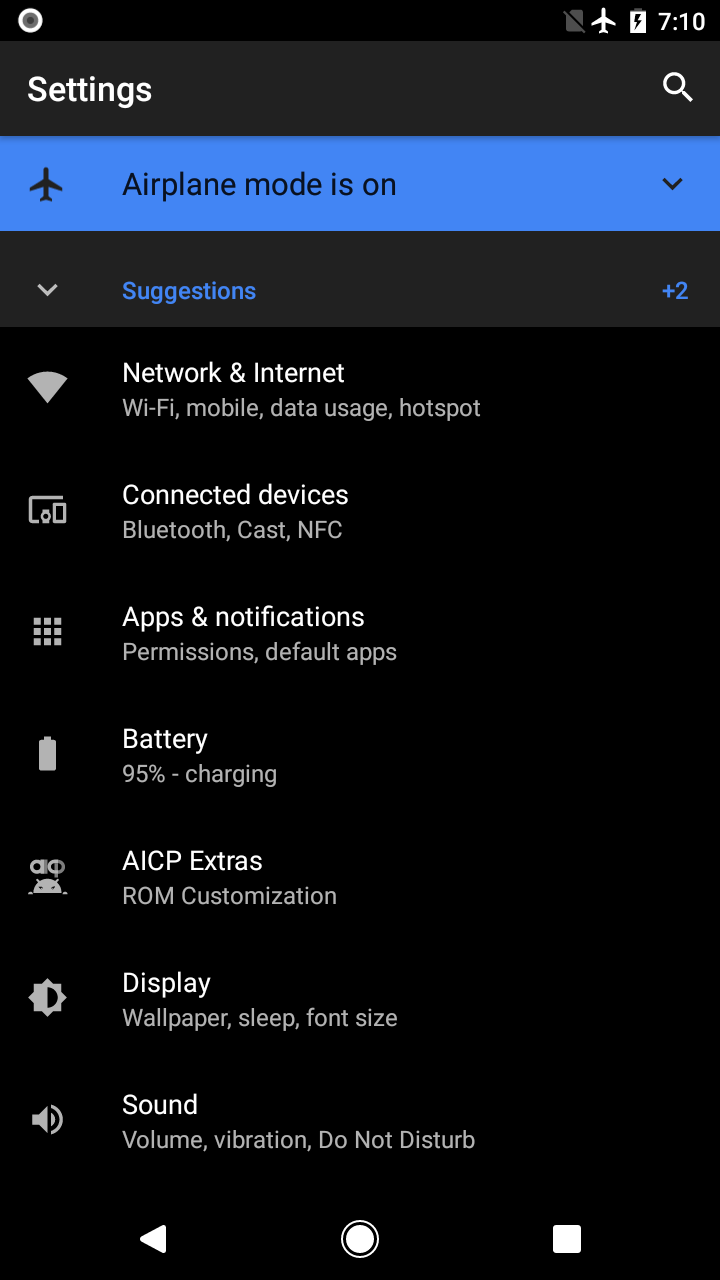 7:10
Settings
Airplane mode is on
Suggestions +2
Network & Internet
Wi-Fi, mobile, data usage, hotspot
Connected devices
Bluetooth, Cast, NFC
Apps & notifications
Permissions, default apps
Battery
95% - charging
AICP Extras
ROM Customization
Display
Wallpaper, sleep, font size
Sound
Volume, vibration, Do Not Disturb